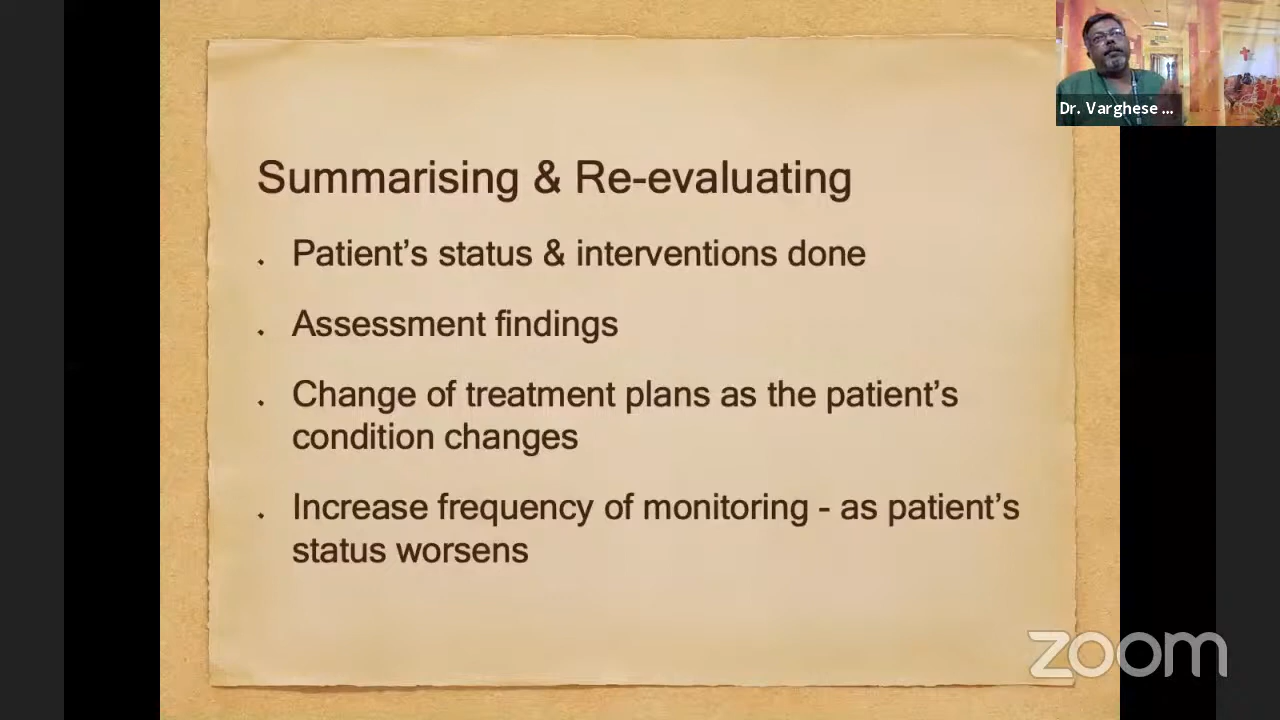 Dr. Varghese ...
Summarising & Re-evaluating
Patient’s status & interventions done
Assessment findings
Change of treatment plans as the patient’s
condition changes
Increase frequency of monitoring - as patient’s
status worsens
zoom